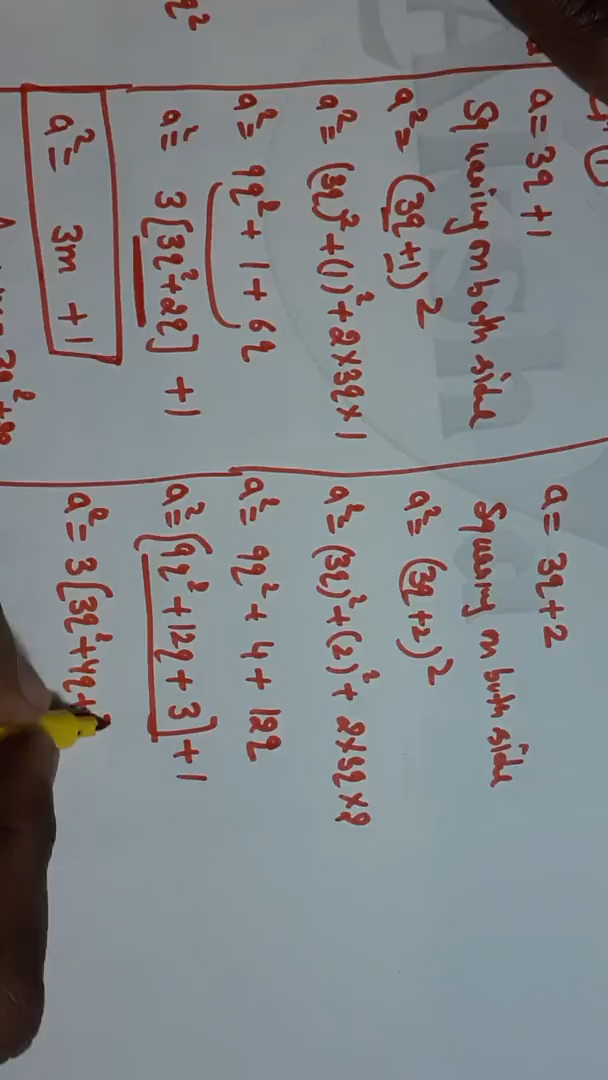 q²
a = 3q + 1
Squaring on both side
a² = (3q+1)²
a² = (3q)² + (1)² + 2×3q×1
a² = 9q² + 1 + 6q
a² = 3[3q²+2q] + 1
a² = 3m + 1
a = 3q + 2
Squaring on both side
a² = (3q+2)²
a² = (3q)² + (2)² + 2×3q×2
a² = 9q² + 4 + 12q
a² = [9q² + 12q + 3] + 1
a² = 3[3q²+4q+